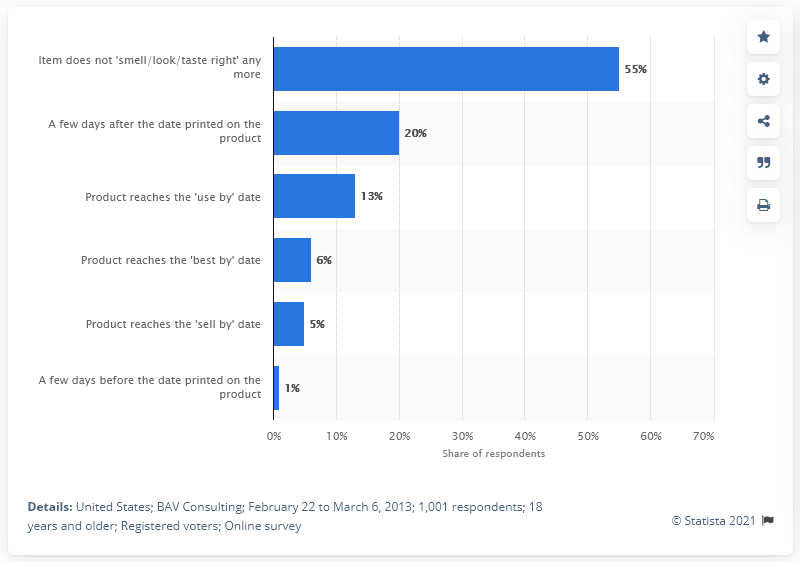 Item does not 'smell/look/taste right' any
more
55%
A few days after the date printed on the
product
20%
Product reaches the 'use by' date
13%
Product reaches the 'best by' date
6%
Product reaches the 'sell by' date
5%
A few days before the date printed on the
product
1%
0% 10% 20% 30% 40% 50% 60% 70%
Share of respondents
Details: United States; BAV Consulting; February 22 to March 6, 2013; 1,001 respondents; 18
years and older; Registered voters; Online survey
© Statista 2021